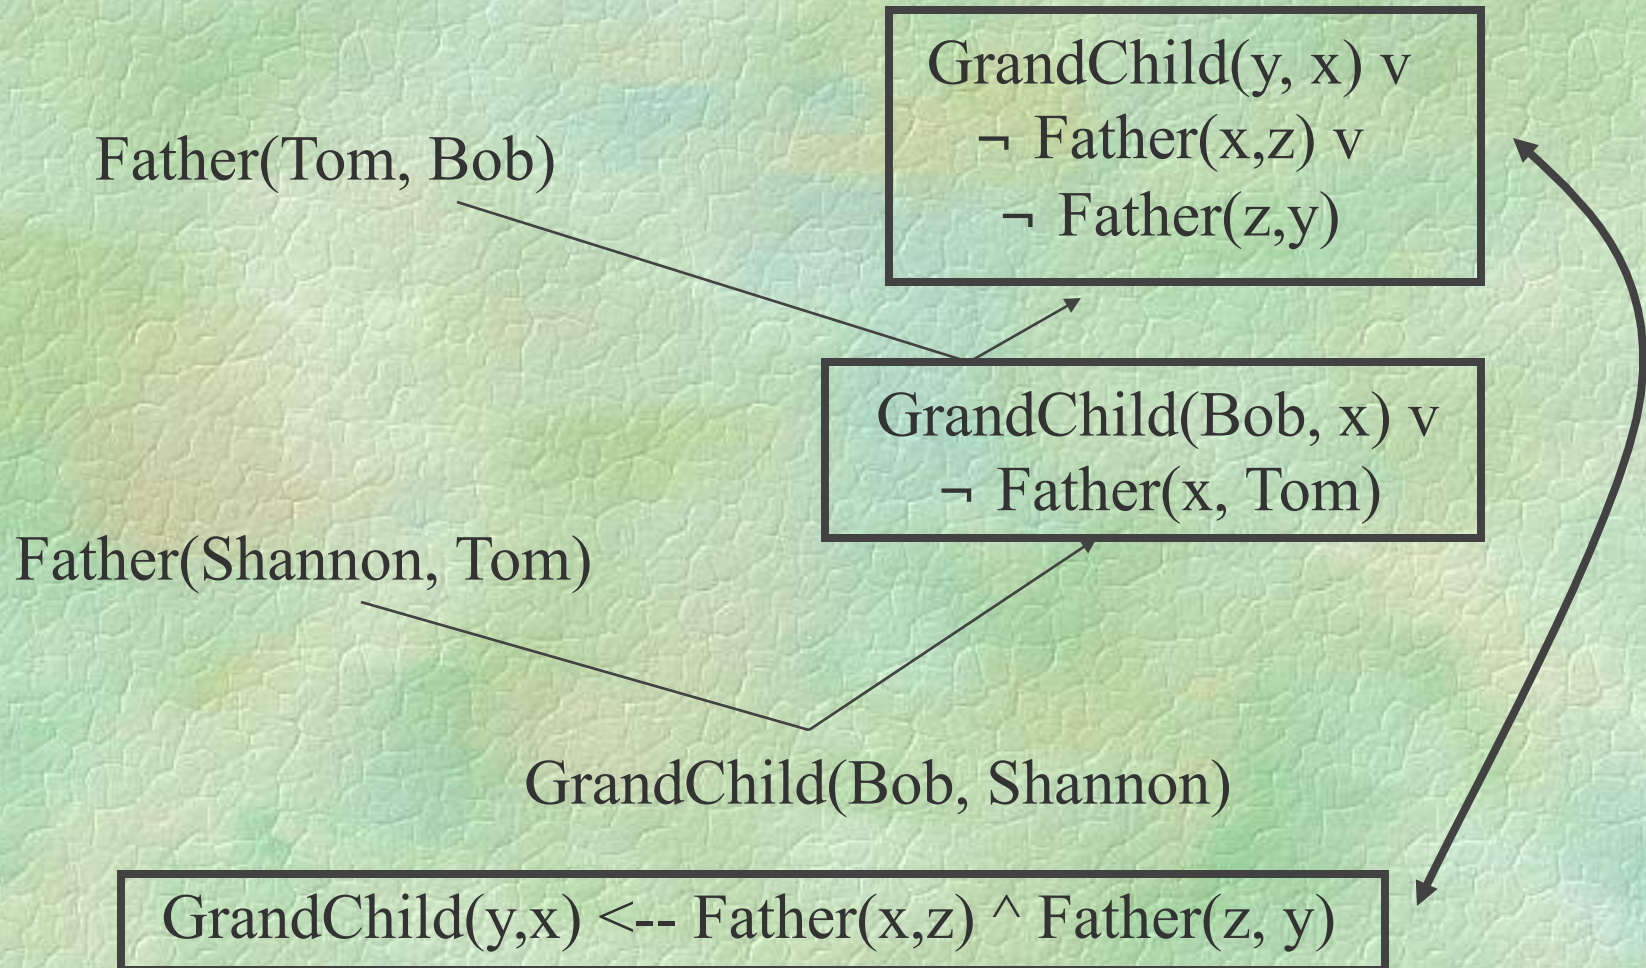 GrandChild(y, x) v
¬ Father(x,z) v
¬ Father(z,y)
Father(Tom, Bob)
GrandChild(Bob, x) v
¬ Father(x, Tom)
Father(Shannon, Tom)
GrandChild(Bob, Shannon)
GrandChild(y,x) <-- Father(x,z) ^ Father(z, y)